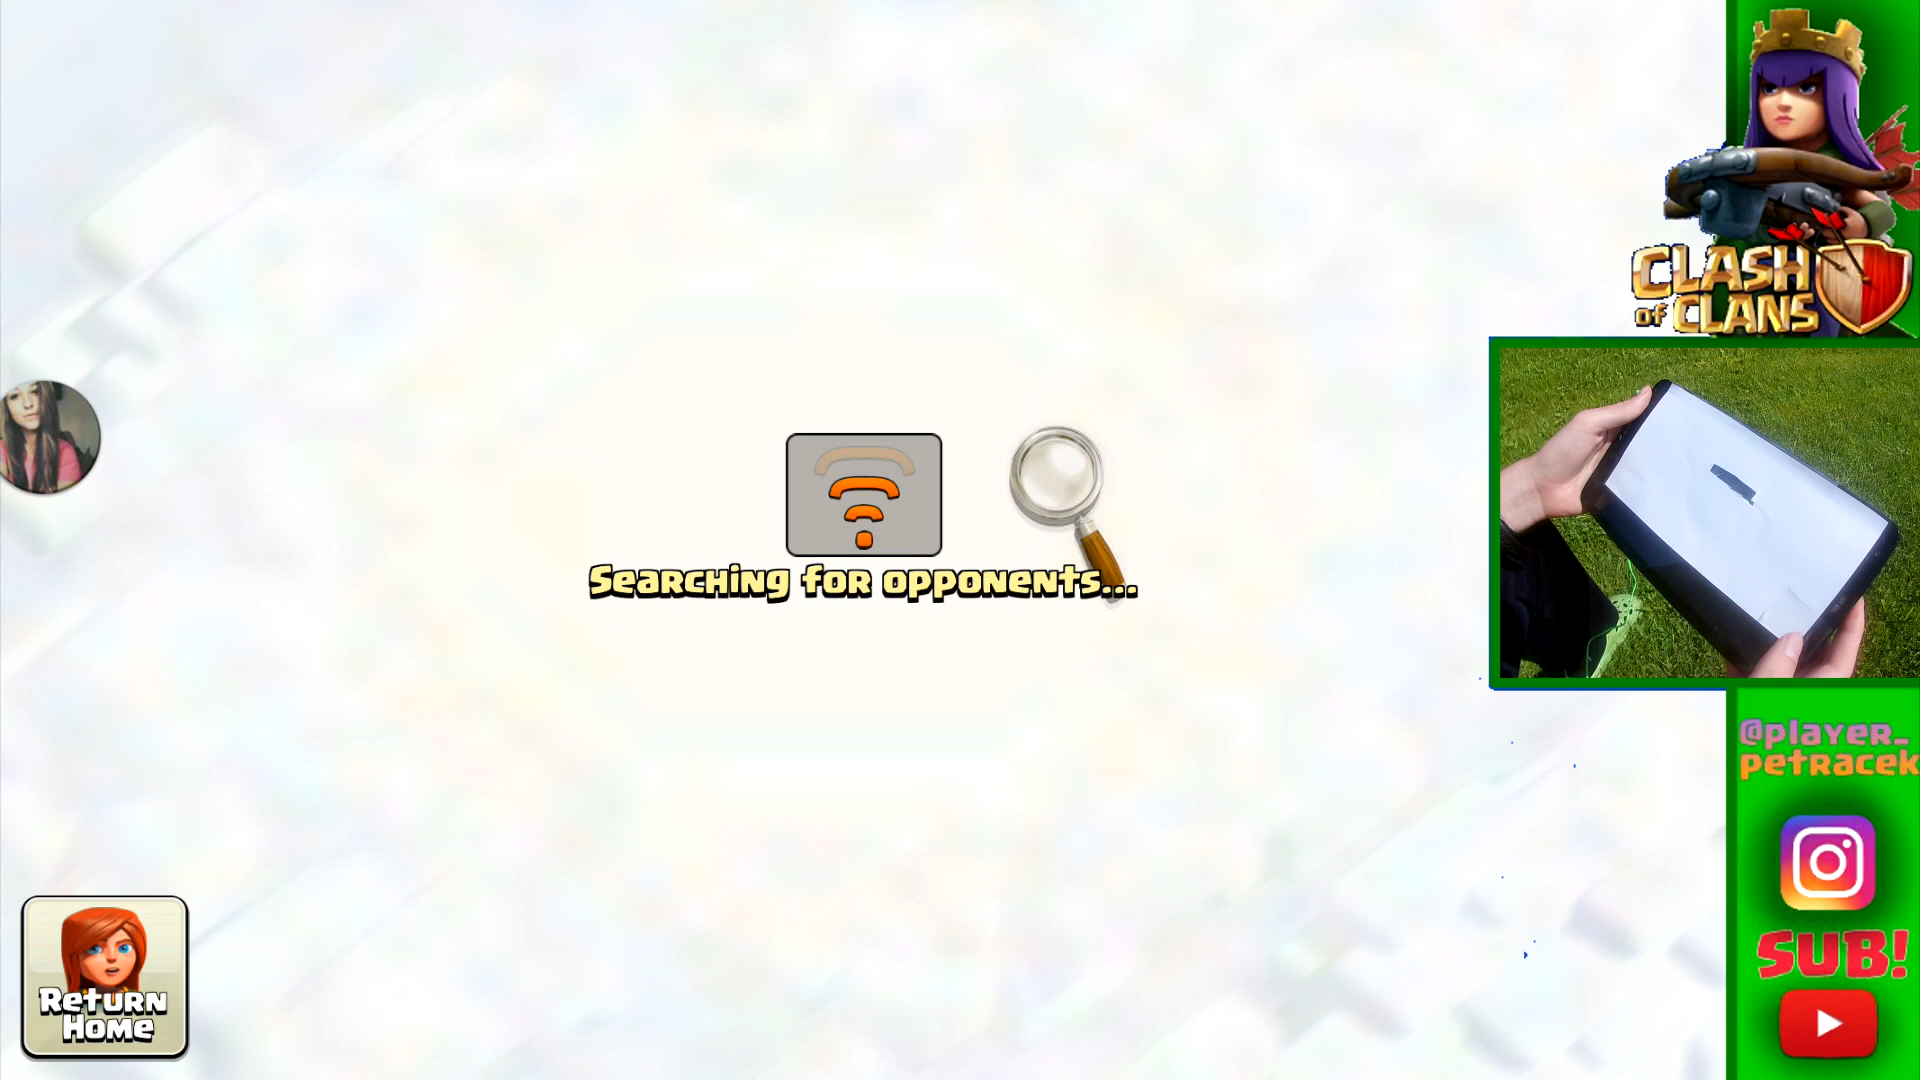 CLASH
of CLANS
Searching for opponents...
@player_
petracek
SUB!
Return
Home